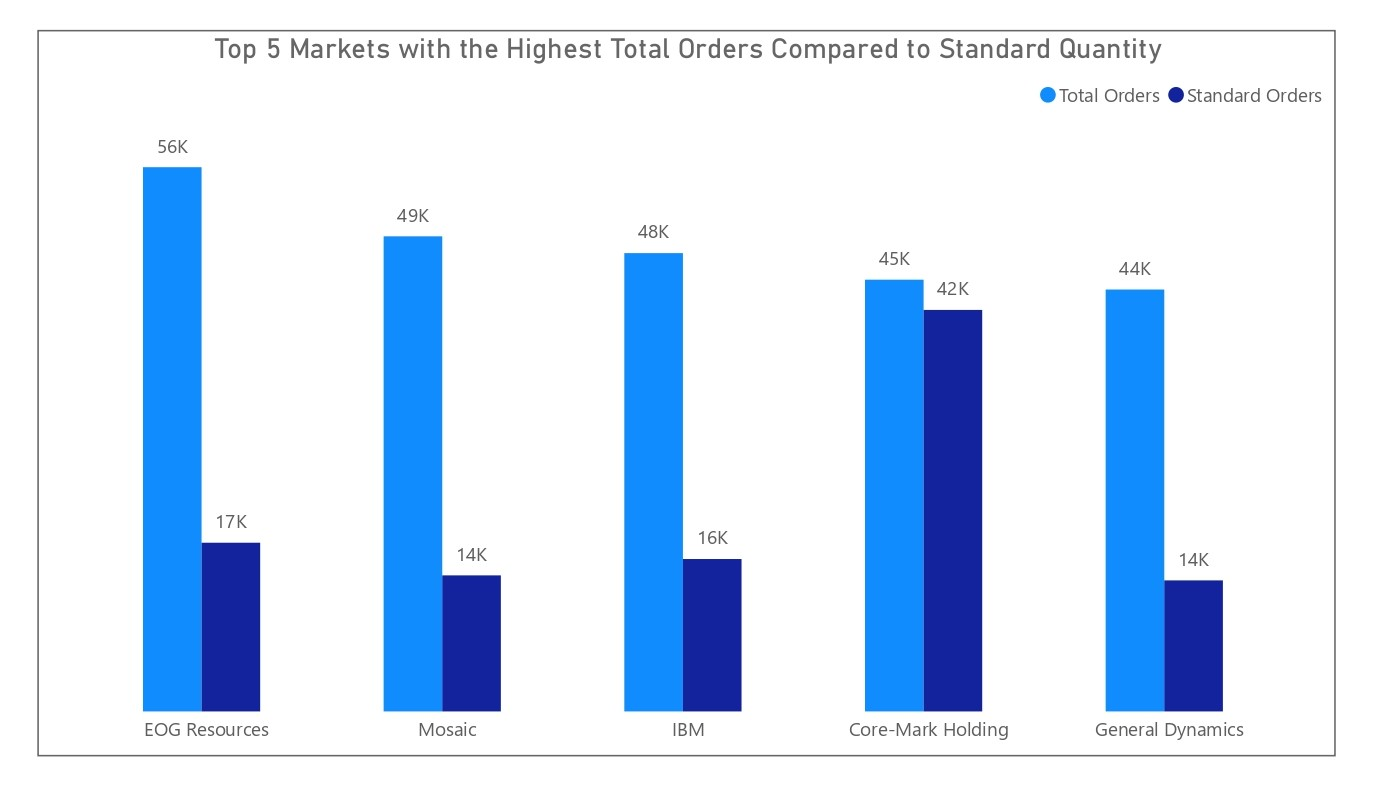 Top 5 Markets with the Highest Total Orders Compared to Standard Quantity
Total Orders Standard Orders
56K
49K
48K
45K
44K
42K
17K
14K
16K
14K
EOG Resources Mosaic IBM Core-Mark Holding General Dynamics